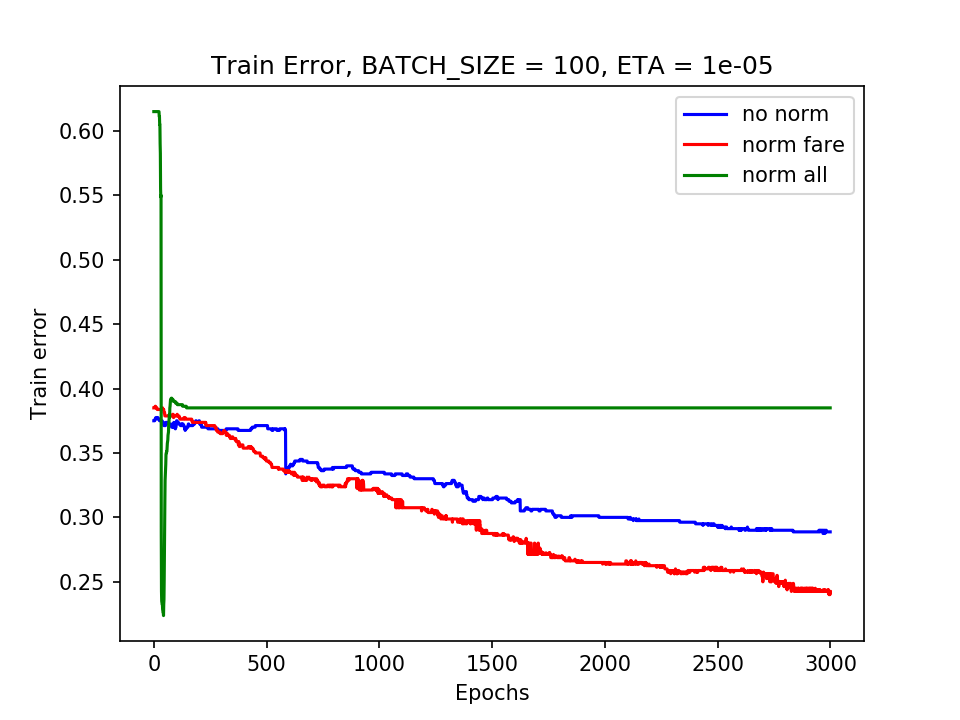 Train Error, BATCH_SIZE = 100, ETA = 1e-05
no norm
norm fare
norm all
0.60
0.55
0.50
0.45
0.40
0.35
0.30
0.25
Train error
0 500 1000 1500 2000 2500 3000
Epochs